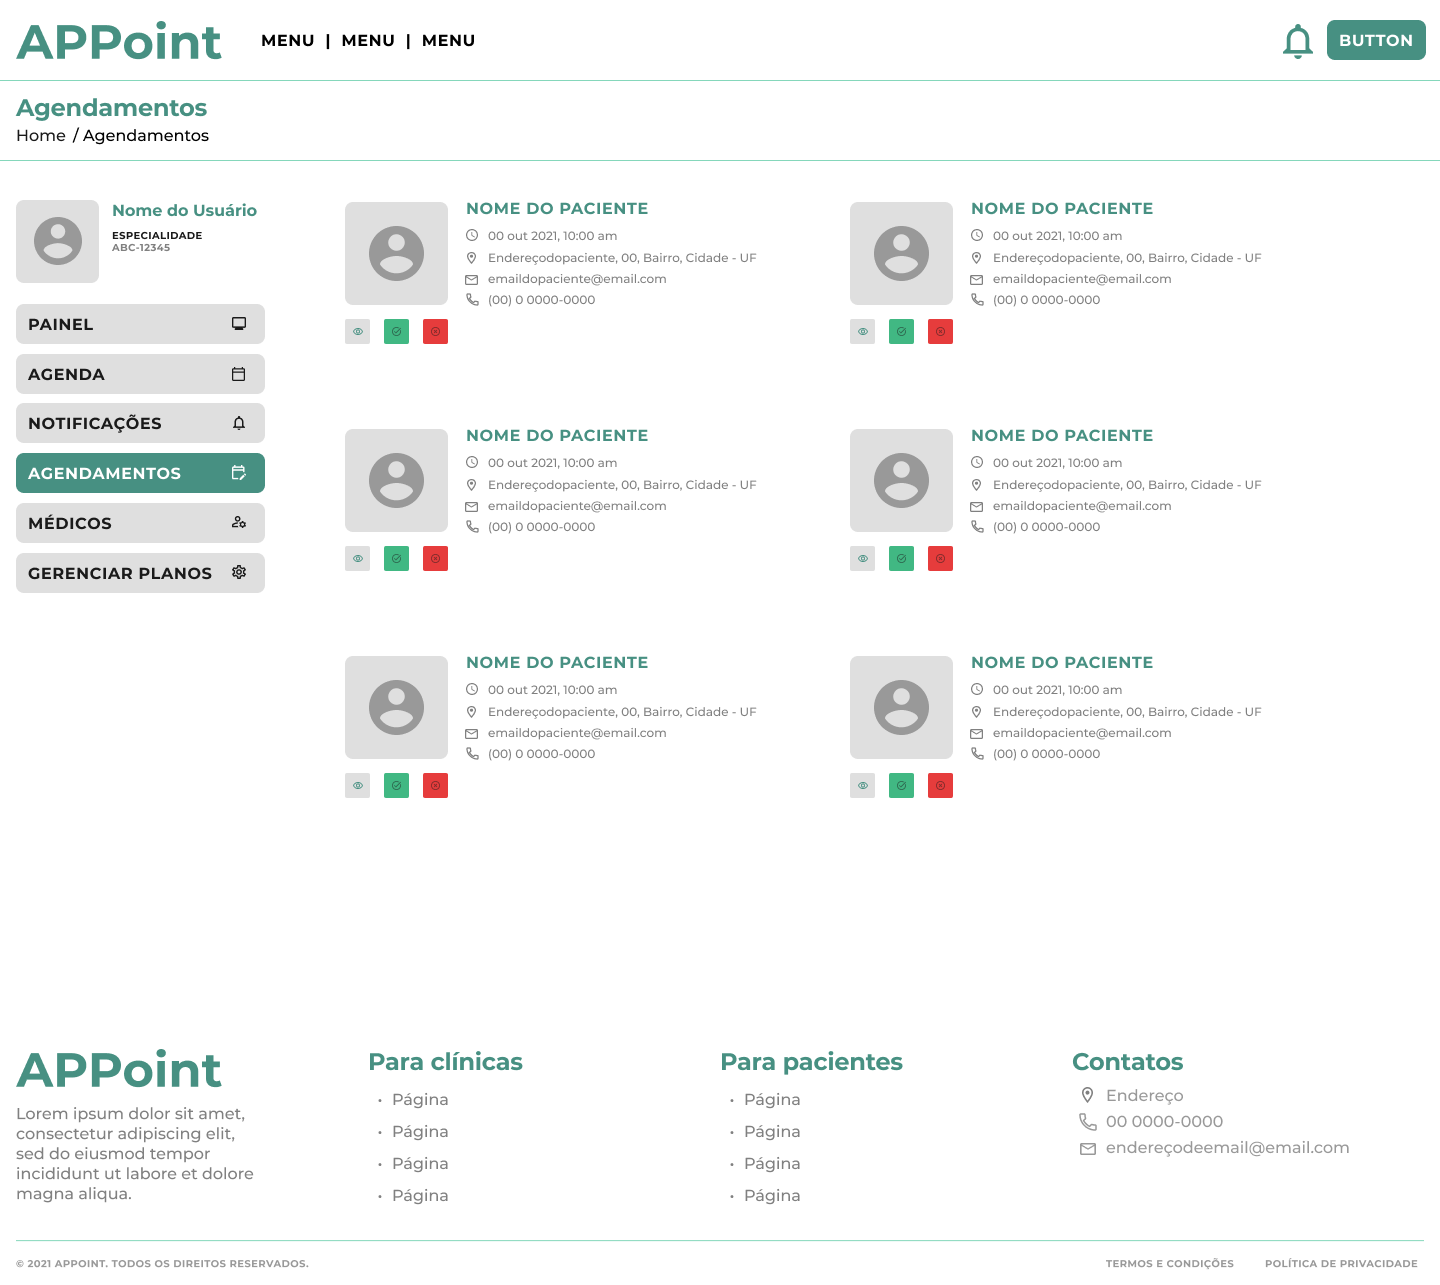 APPoint
MENU | MENU | MENU
BUTTON
Agendamentos
Home / Agendamentos
Nome do Usuário
ESPECIALIDADE
ABC-12345
PAINEL
AGENDA
NOTIFICAÇÕES
AGENDAMENTOS
MÉDICOS
GERENCIAR PLANOS
NOME DO PACIENTE
00 out 2021, 10:00 am
Endereçodopaciente, 00, Bairro, Cidade - UF
emaildopaciente@email.com
(00) 0 0000-0000
NOME DO PACIENTE
00 out 2021, 10:00 am
Endereçodopaciente, 00, Bairro, Cidade - UF
emaildopaciente@email.com
(00) 0 0000-0000
NOME DO PACIENTE
00 out 2021, 10:00 am
Endereçodopaciente, 00, Bairro, Cidade - UF
emaildopaciente@email.com
(00) 0 0000-0000
NOME DO PACIENTE
00 out 2021, 10:00 am
Endereçodopaciente, 00, Bairro, Cidade - UF
emaildopaciente@email.com
(00) 0 0000-0000
NOME DO PACIENTE
00 out 2021, 10:00 am
Endereçodopaciente, 00, Bairro, Cidade - UF
emaildopaciente@email.com
(00) 0 0000-0000
NOME DO PACIENTE
00 out 2021, 10:00 am
Endereçodopaciente, 00, Bairro, Cidade - UF
emaildopaciente@email.com
(00) 0 0000-0000
APPoint
Lorem ipsum dolor sit amet,
consectetur adipiscing elit,
sed do eiusmod tempor
incididunt ut labore et dolore
magna aliqua.
Para clínicas
• Página
• Página
• Página
• Página
Para pacientes
• Página
• Página
• Página
• Página
Contatos
Endereço
00 0000-0000
endereçodeemail@email.com
© 2021 APPOINT. TODOS OS DIREITOS RESERVADOS.
TERMOS E CONDIÇÕES
POLÍTICA DE PRIVACIDADE